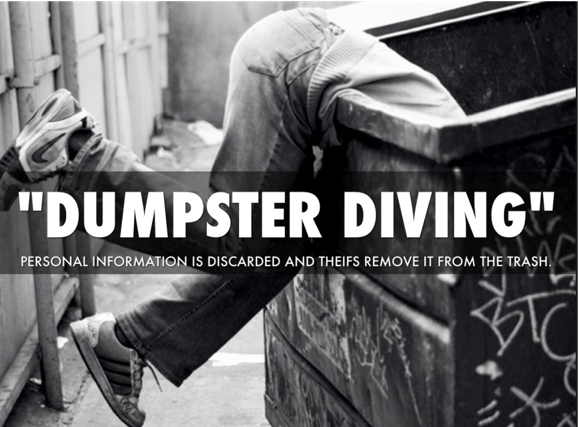 "DUMPSTER DIVING"
PERSONAL INFORMATION IS DISCARDED AND THEIFS REMOVE IT FROM THE TRASH.